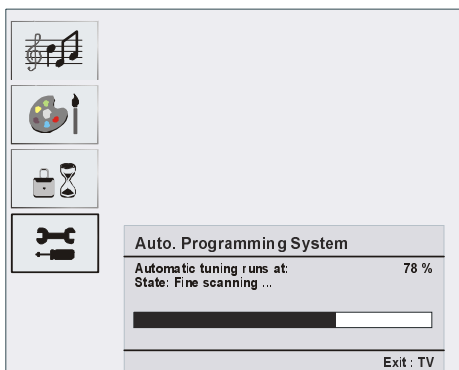 Auto. Programming System
Automatic tuning runs at: 78 %
State: Fine scanning ...
Exit : TV